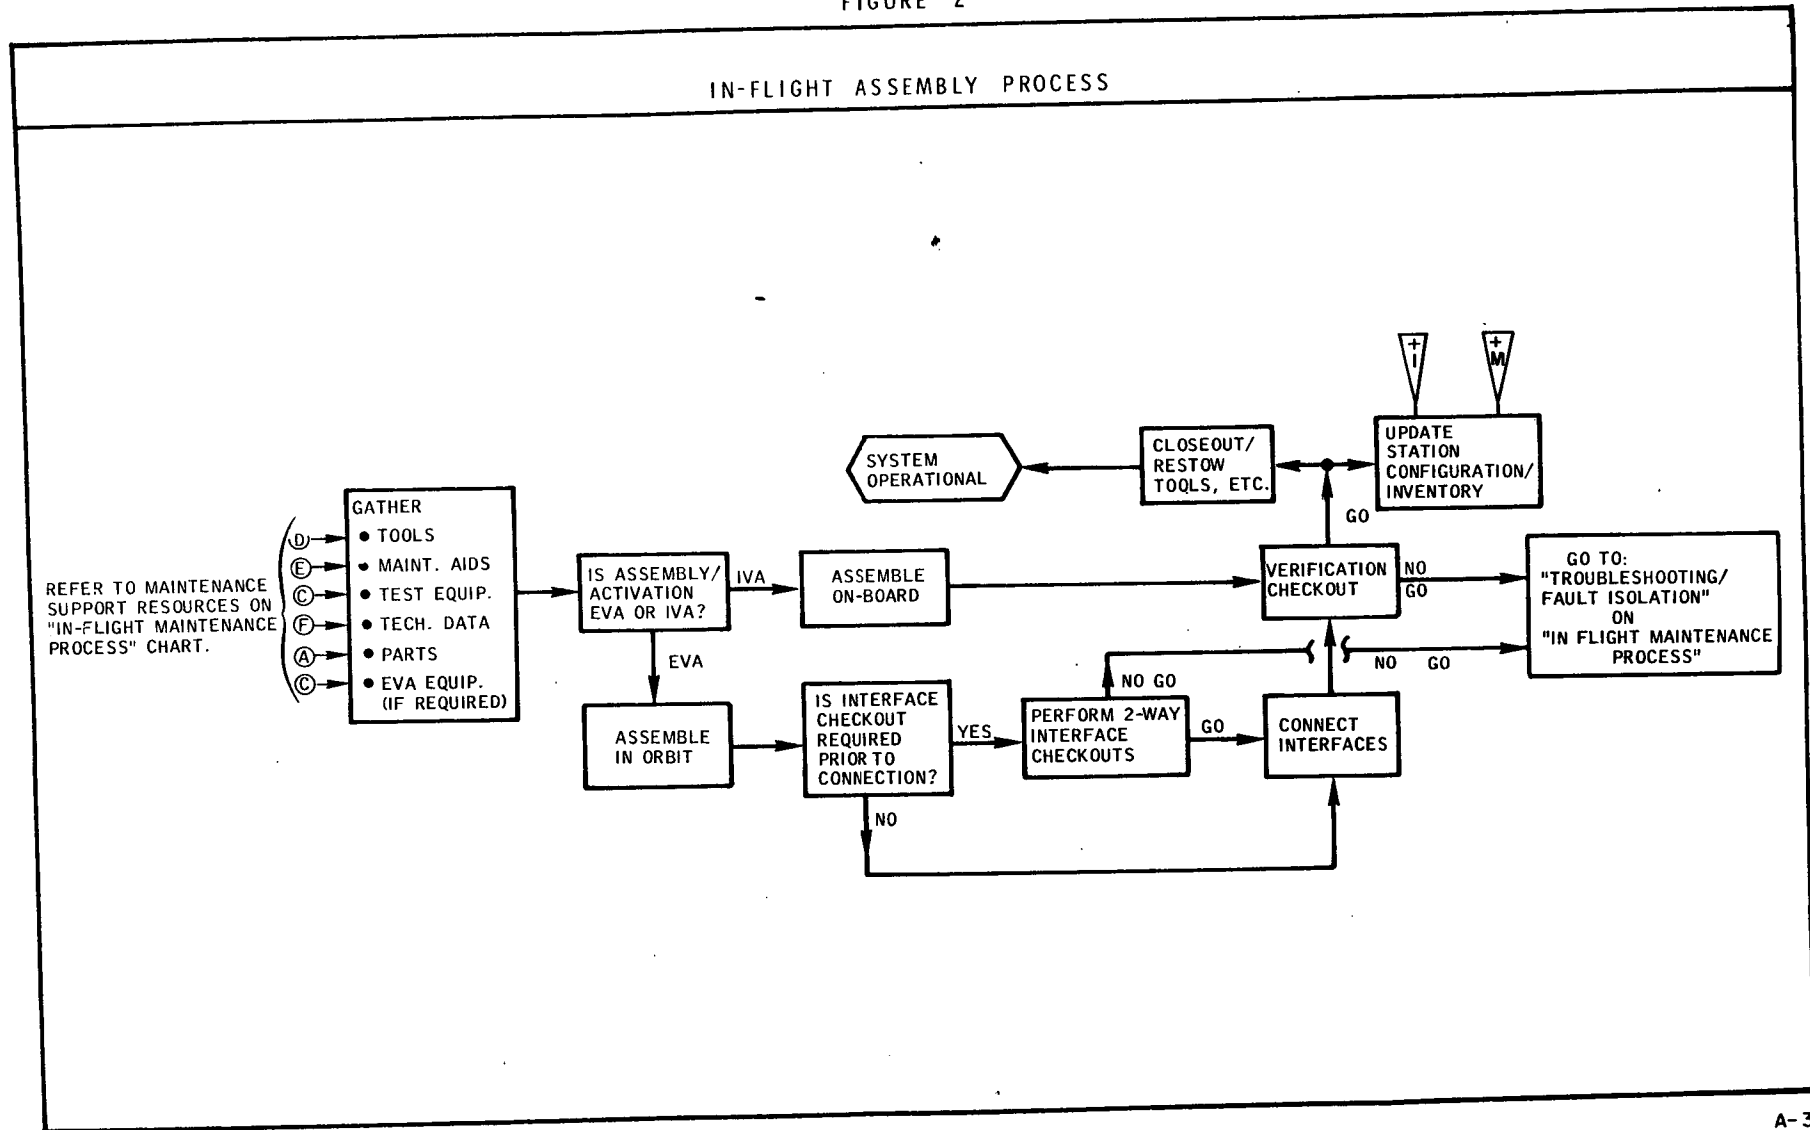 FIGURE 2
IN-FLIGHT ASSEMBLY PROCESS
REFER TO MAINTENANCE
SUPPORT RESOURCES ON
"IN-FLIGHT MAINTENANCE
PROCESS" CHART.
D
E
C
F
A
C
GATHER
• TOOLS
• MAINT. AIDS
• TEST EQUIP.
• TECH. DATA
• PARTS
• EVA EQUIP.
(IF REQUIRED)
IS ASSEMBLY/
ACTIVATION
EVA OR IVA?
IVA
EVA
ASSEMBLE
ON-BOARD
ASSEMBLE
IN ORBIT
IS INTERFACE
CHECKOUT
REQUIRED
PRIOR TO
CONNECTION?
YES
NO
PERFORM 2-WAY
INTERFACE
CHECKOUTS
NO GO
GO
CONNECT
INTERFACES
VERIFICATION
CHECKOUT
NO
GO
NO GO
GO
SYSTEM
OPERATIONAL
CLOSEOUT/
RESTOW
TOOLS, ETC.
UPDATE
STATION
CONFIGURATION/
INVENTORY
+
I
+
M
GO TO:
"TROUBLESHOOTING/
FAULT ISOLATION"
ON
"IN FLIGHT MAINTENANCE
PROCESS"
A-3